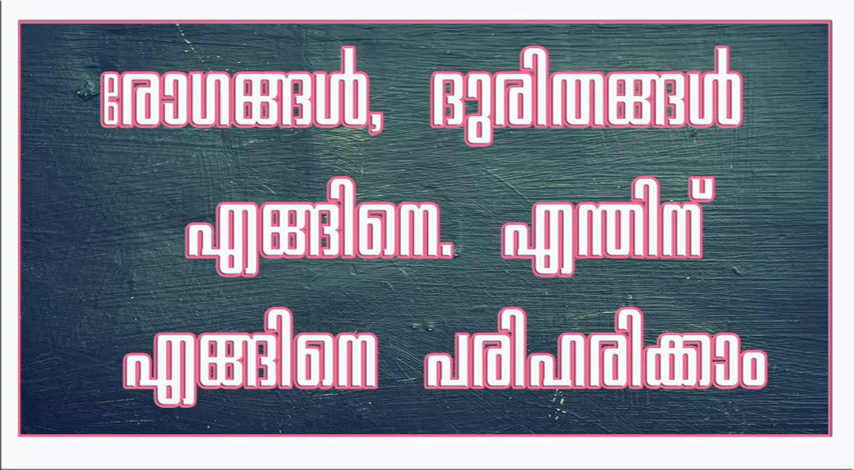 രോഗങ്ങൾ, ദുരിതങ്ങൾ
എങ്ങിനെ. എന്തിന്
എങ്ങിനെ പരിഹരിക്കാം